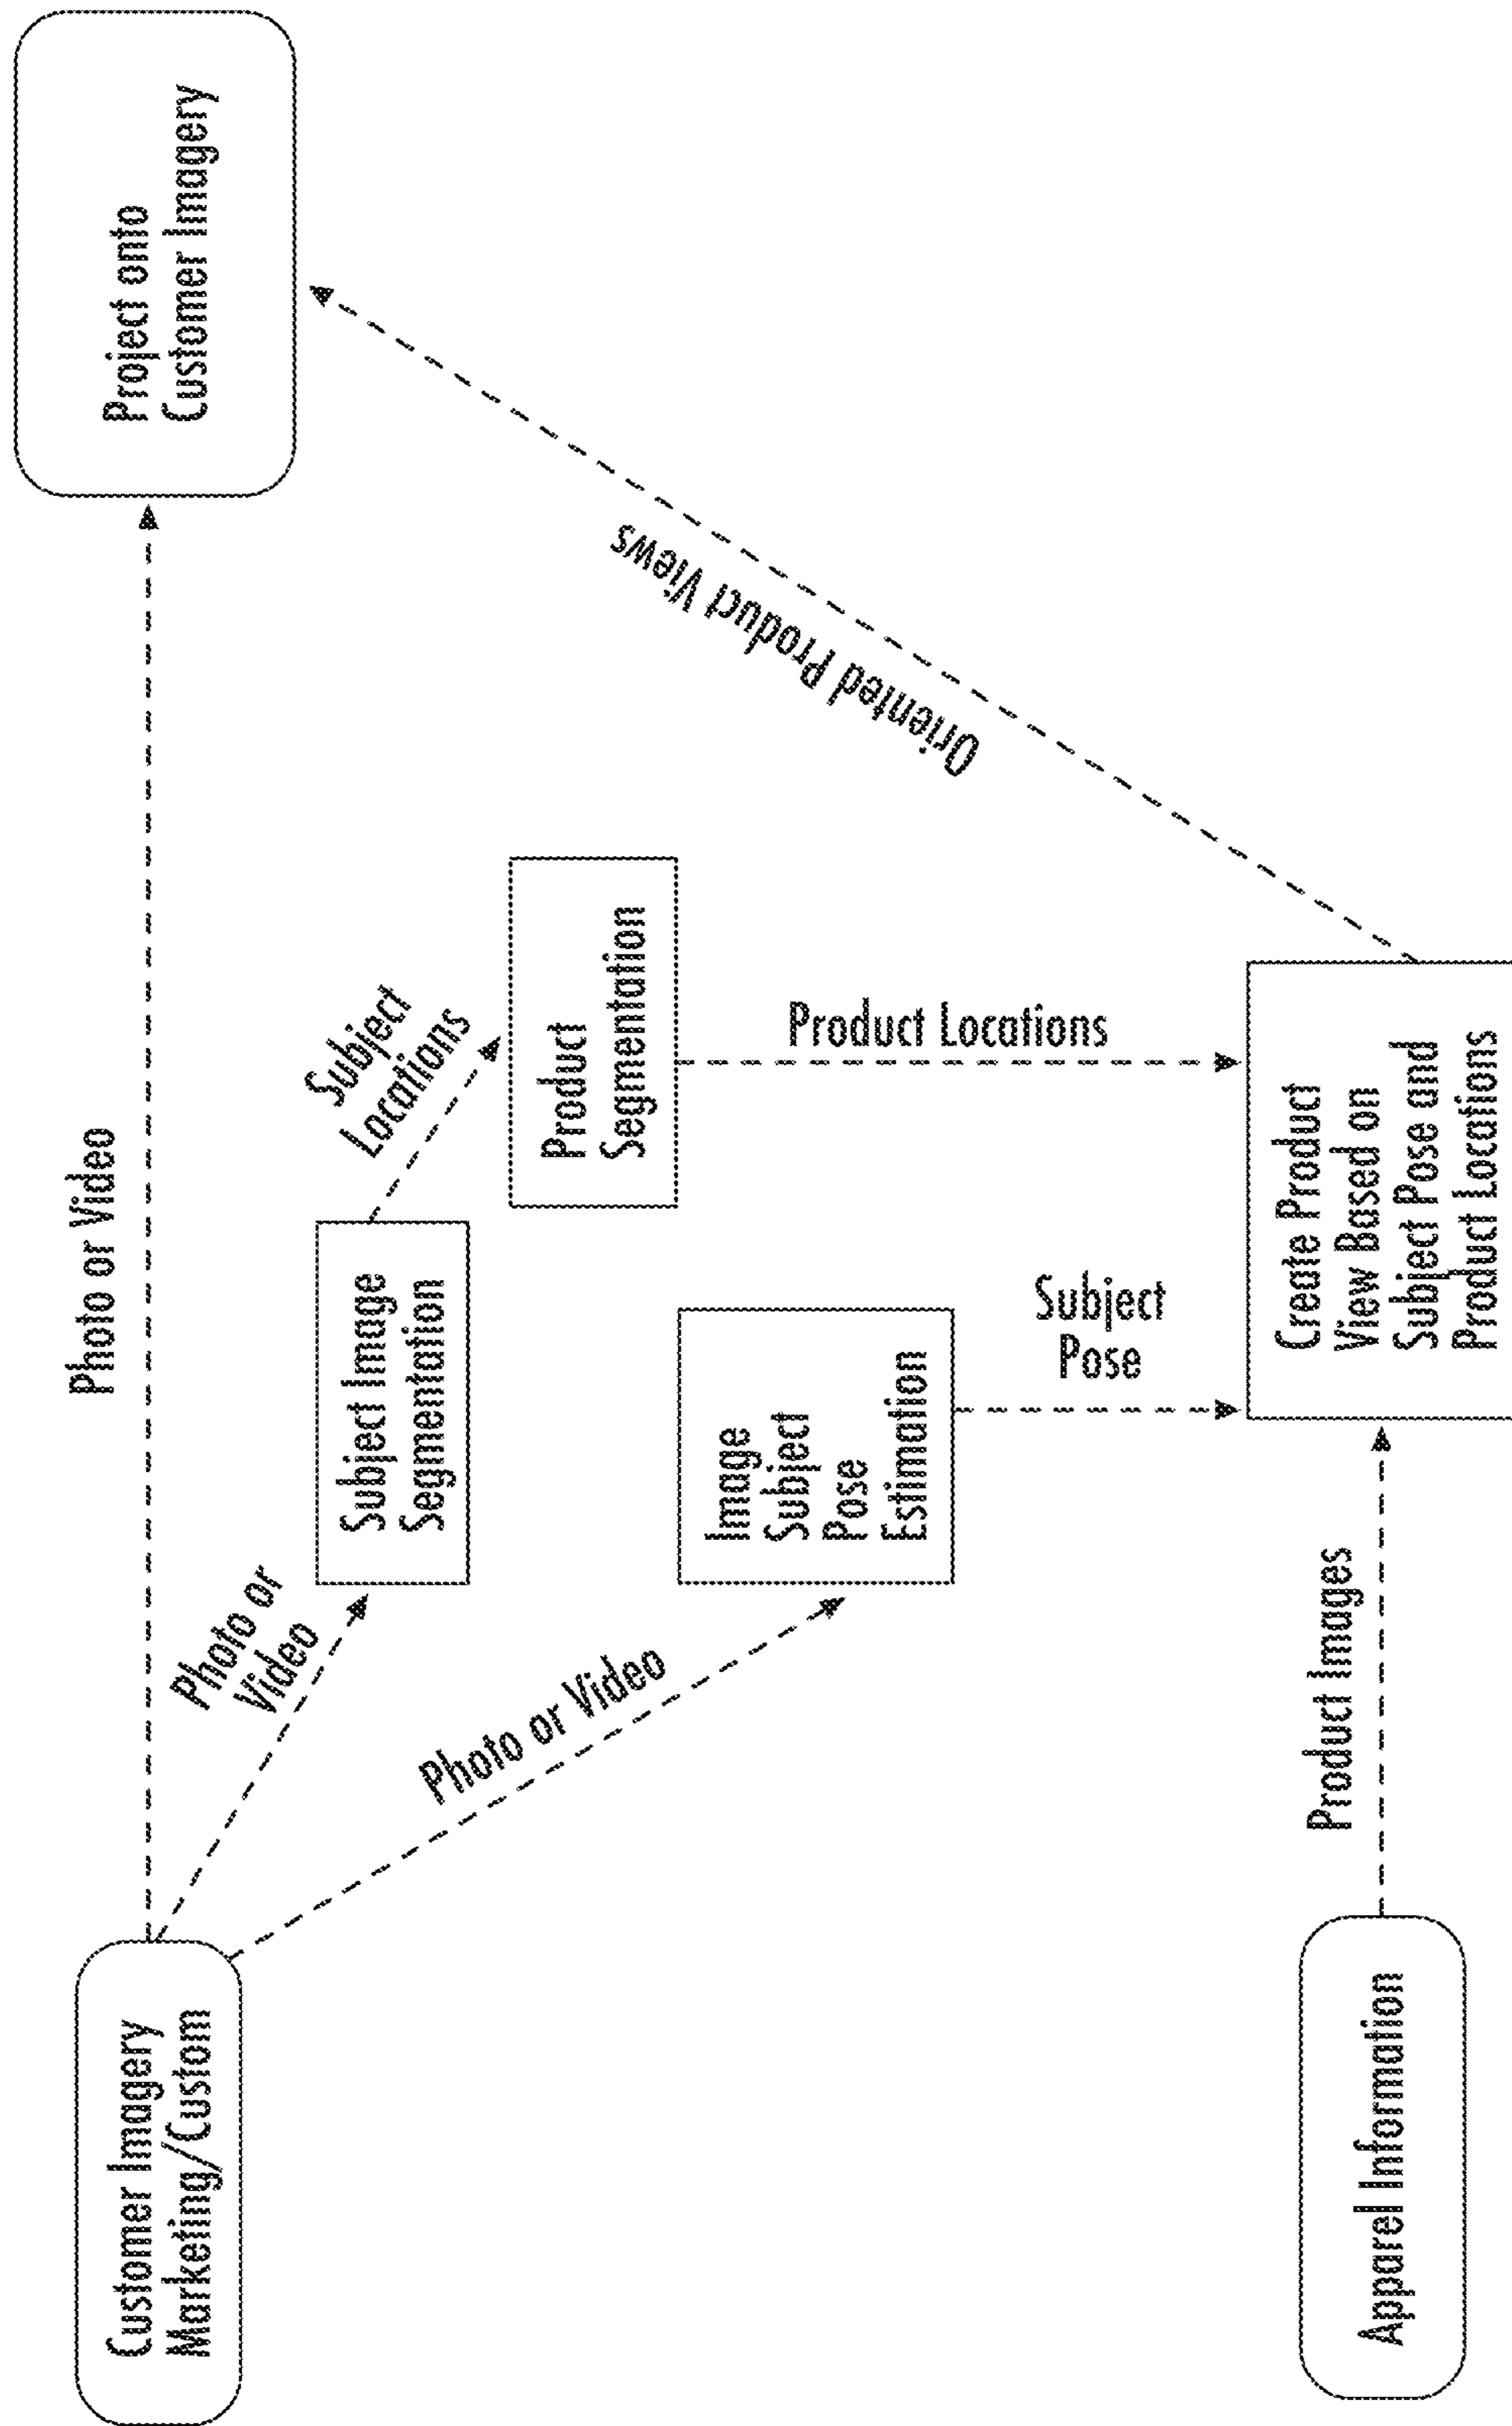 Customer Imagery
Marketing/Custom
Photo or Video
Project onto
Customer Imagery
Photo or
Video
Subject Image
Segmentation
Subject
Locations
Product
Segmentation
Photo or Video
Image
Subject
Pose
Estimation
Subject
Pose
Product Locations
Oriented Product Views
Apparel Information
Product Images
Create Product
View Based on
Subject Pose and
Product Locations